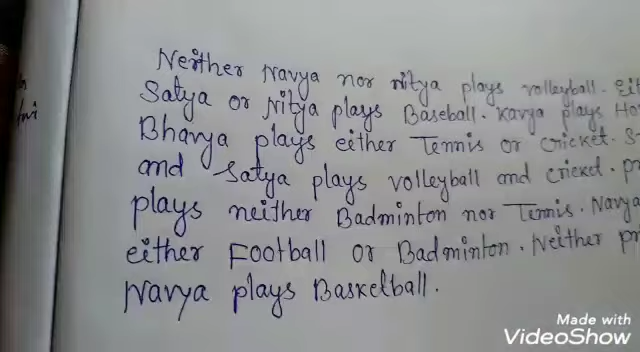 Neither Navya nor Nitya plays volleyball.
Satya or Nitya plays Baseball. Kavya plays
Bhavya plays either Tennis or cricket.
and Satya plays volleyball and cricket.
plays neither Badminton nor Tennis. Navya
either Football or Badminton. Neither
Navya plays Basketball.
Made with
VideoShow